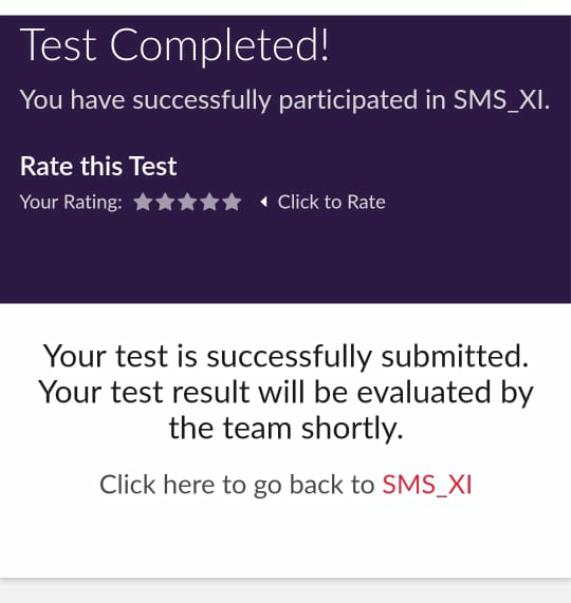 Test Completed!
You have successfully participated in SMS_XI.
Rate this Test
Your Rating: Click to Rate
Your test is successfully submitted.
Your test result will be evaluated by
the team shortly.
Click here to go back to SMS_XI